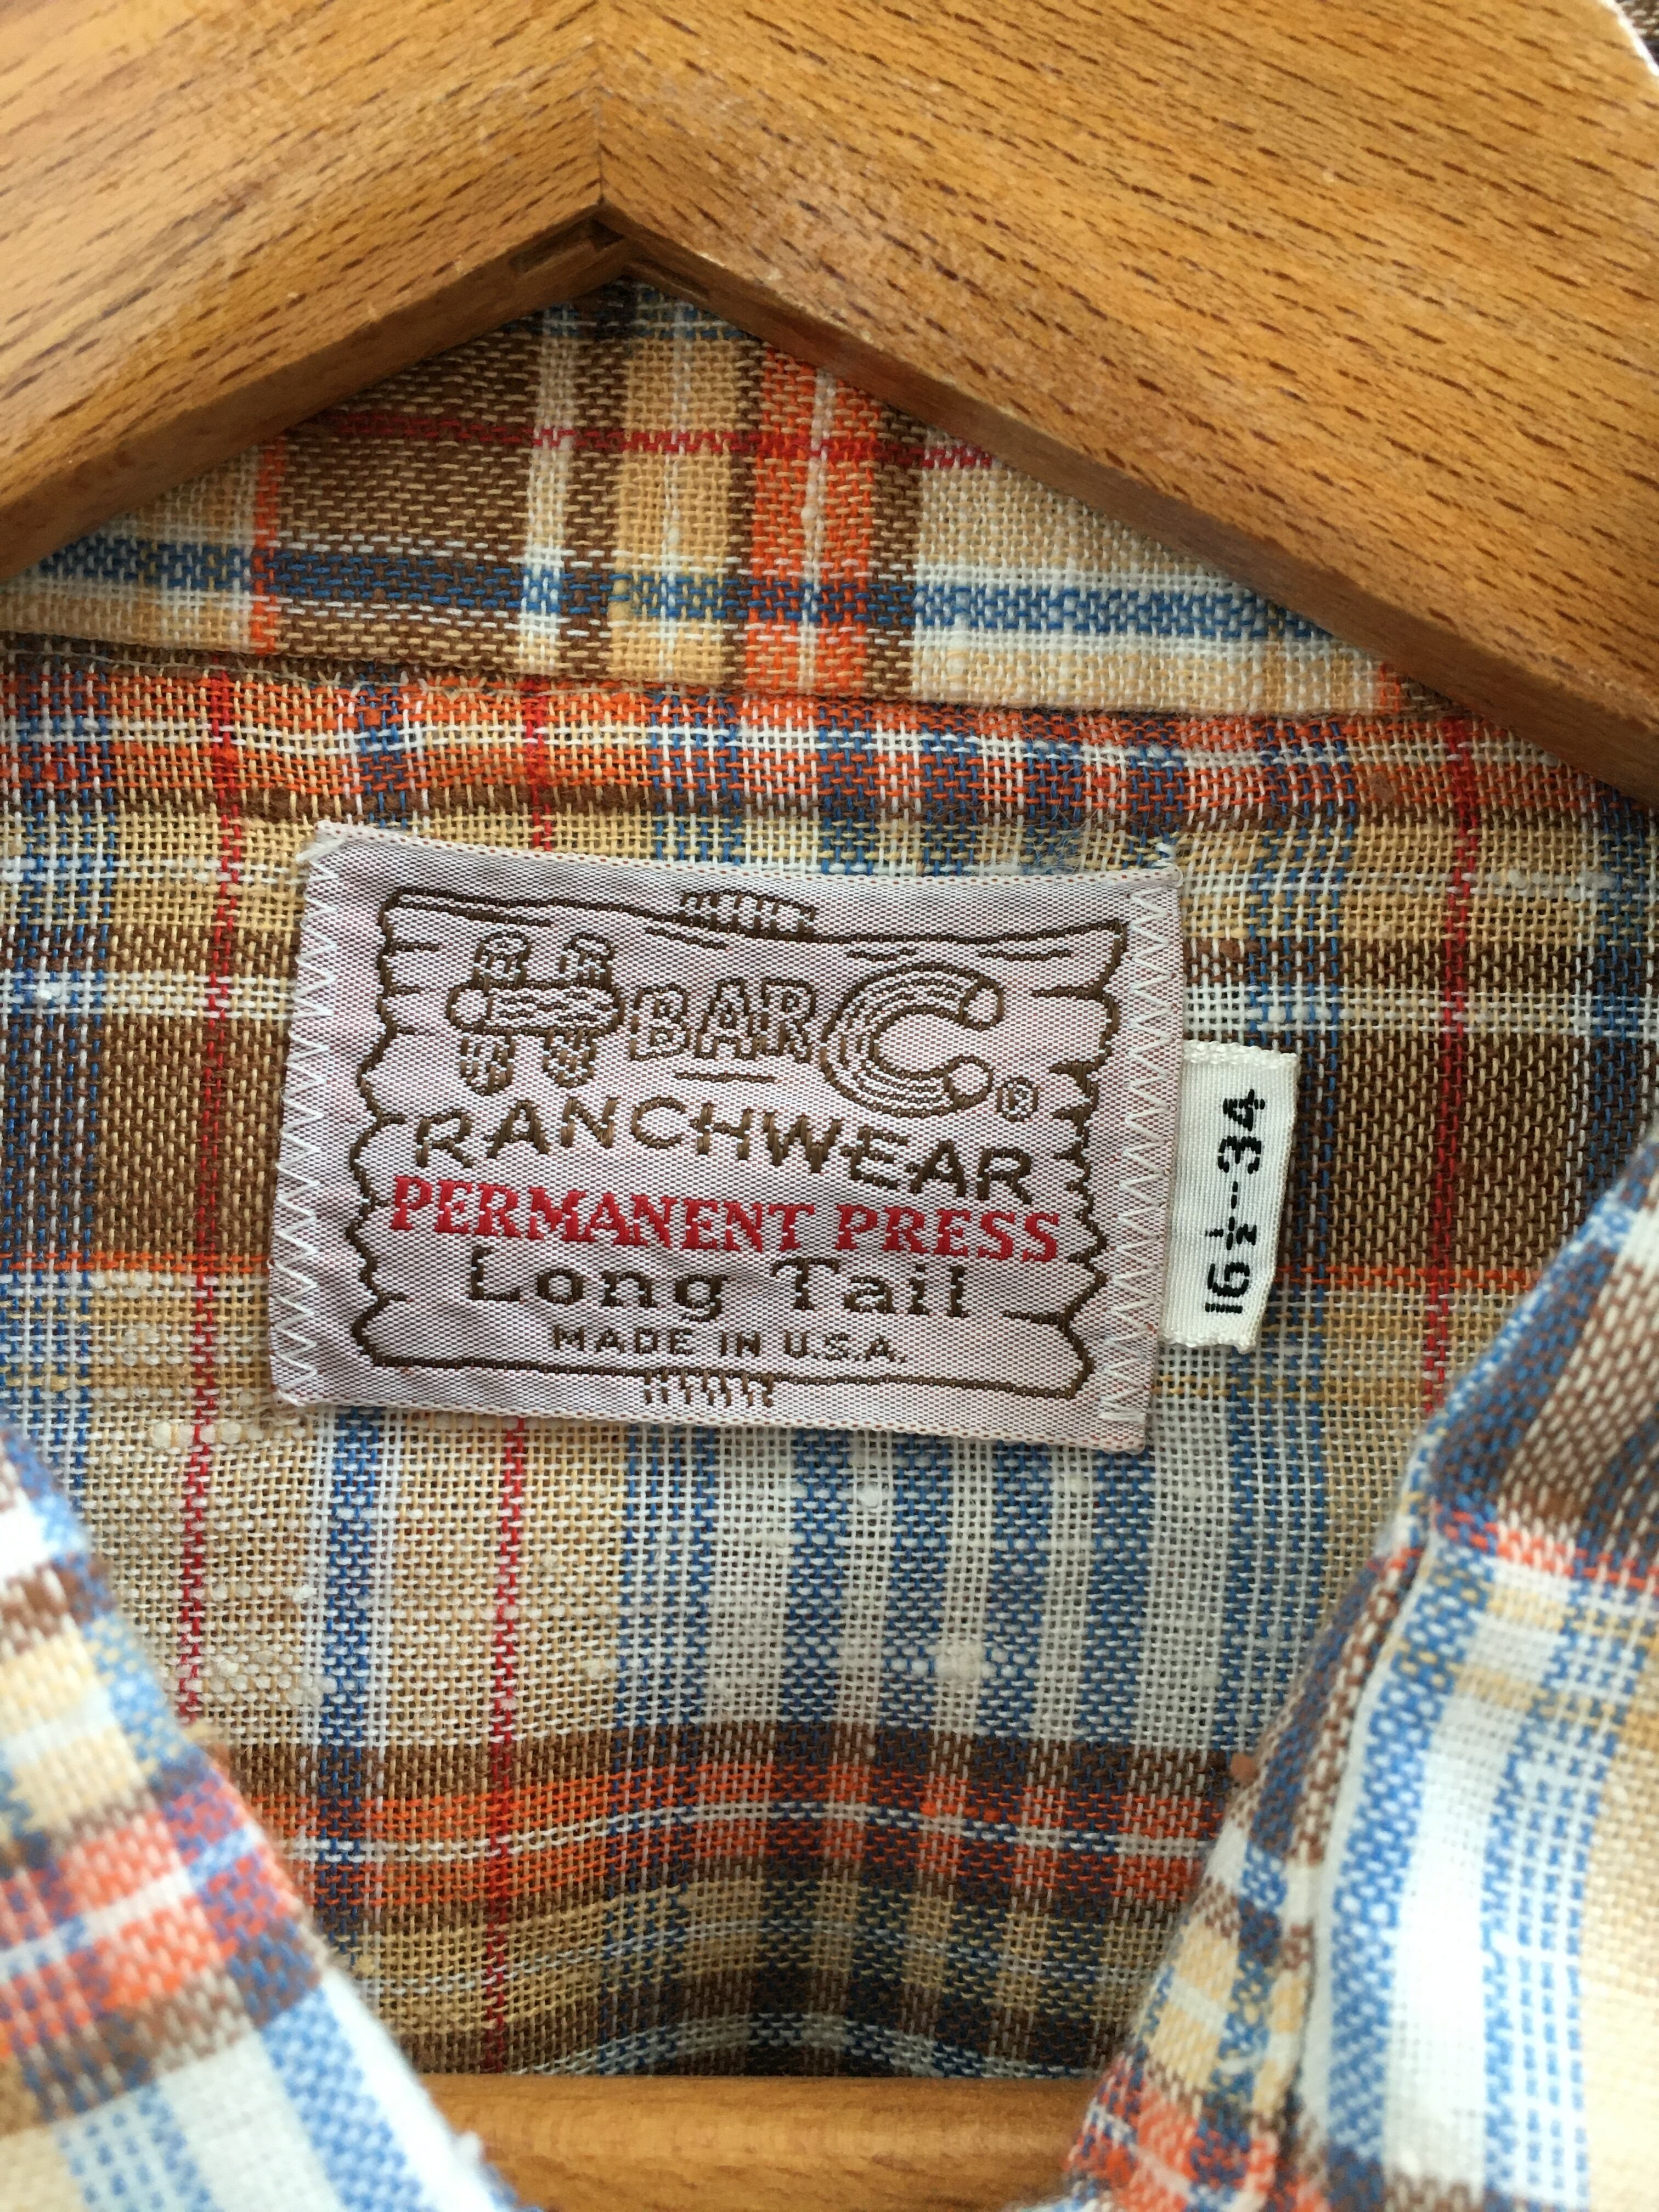 H BAR C®
RANCHWEAR
PERMANENT PRESS
Long Tail
MADE IN U.S.A.
16½-34